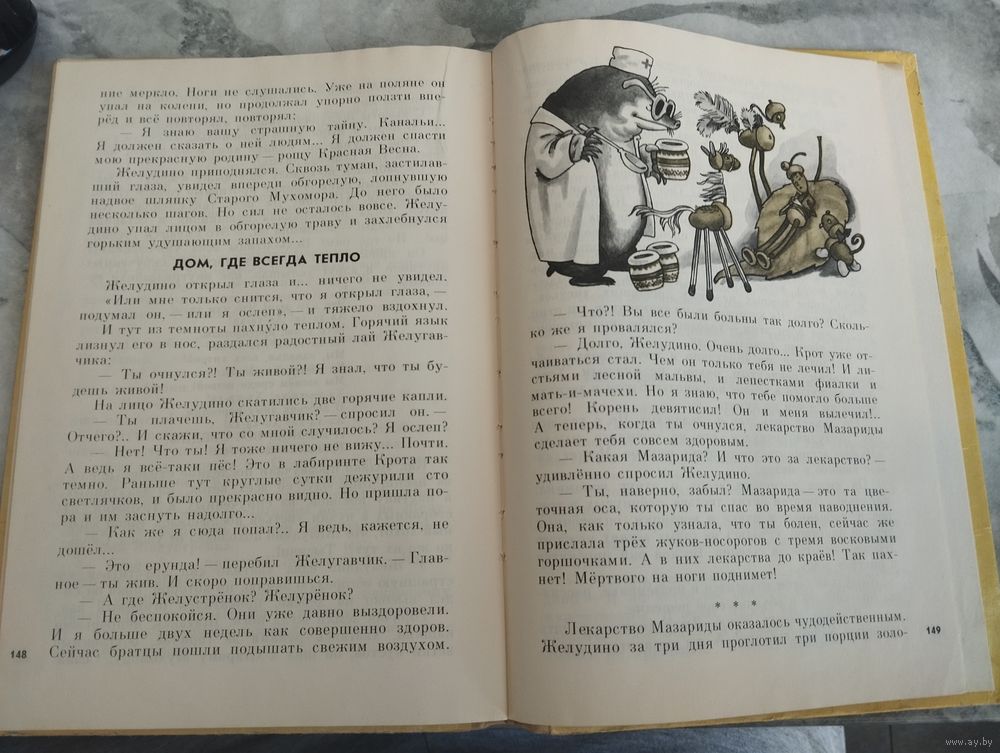 ние меркло. Ноги не слушались. Уже на поляне он
упал на колени, но продолжал упорно ползти впе-
рёд и всё повторял, повторял:
— Я знаю вашу страшную тайну. Канальи...
Я должен сказать о ней людям... Я должен спасти
мою прекрасную родину — рощу Красная Весна.
Желудино приподнялся. Сквозь туман, застилав-
ший глаза, увидел впереди обгорелую, лопнувшую
надвое шляпку Старого Мухомора. До него было
несколько шагов. Но сил не осталось вовсе. Желу-
дино упал лицом в обгорелую траву и захлебнулся
горьким удушающим запахом...
ДОМ, ГДЕ ВСЕГДА ТЕПЛО
Желудино открыл глаза и... ничего не увидел.
«Или мне только снится, что я открыл глаза, —
подумал он, — или я ослеп», — и тяжело вздохнул.
И тут из темноты пахнуло теплом. Горячий язык
лизнул его в нос, раздался радостный лай Желугав-
чика:
— Ты очнулся?! Ты живой?! Я знал, что ты бу-
дешь живой!
На лицо Желудино скатились две горячие капли.
— Ты плачешь, Желугавчик? — спросил он. —
Отчего?.. И скажи, что со мной случилось? Я ослеп?
— Нет! Что ты! Я тоже ничего не вижу... Почти.
А ведь я всё-таки пёс! Это в лабиринте Крота так
темно. Раньше тут круглые сутки дежурили сто
светлячков, и было прекрасно видно. Но пришла по-
ра и им заснуть надолго...
— Как же я сюда попал?.. Я ведь, кажется, не
дошёл...
— Это ерунда! — перебил Желугавчик. — Глав-
ное — ты жив. И скоро поправишься.
— А где Желустрёнок? Желурёнок?
— Не беспокойся. Они уже давно выздоровели.
И я больше двух недель как совершенно здоров.
Сейчас братцы пошли подышать свежим воздухом.
148
— Что?! Вы все были больны так долго? Сколь-
ко же я провалялся?
— Долго, Желудино. Очень долго... Крот уже от-
чаиваться стал. Чем он только тебя не лечил! И ли-
стьями лесной мальвы, и лепестками фиалки и
мать-и-мачехи. Но я знаю, что тебе помогло больше
всего! Корень девятисил! Он и меня вылечил!..
А теперь, когда ты очнулся, лекарство Мазариды
сделает тебя совсем здоровым.
— Какая Мазарида? И что это за лекарство? —
удивлённо спросил Желудино.
— Ты, наверно, забыл? Мазарида — это та цве-
точная оса, которую ты спас во время наводнения.
Она, как только узнала, что ты болен, сейчас же
прислала трёх жуков-носорогов с тремя восковыми
горшочками. А в них лекарства до краёв! Так пах-
нет! Мёртвого на ноги поднимет!
* * *
Лекарство Мазариды оказалось чудодейственным.
Желудино за три дня проглотил три порции золо-
149
www.ay.by